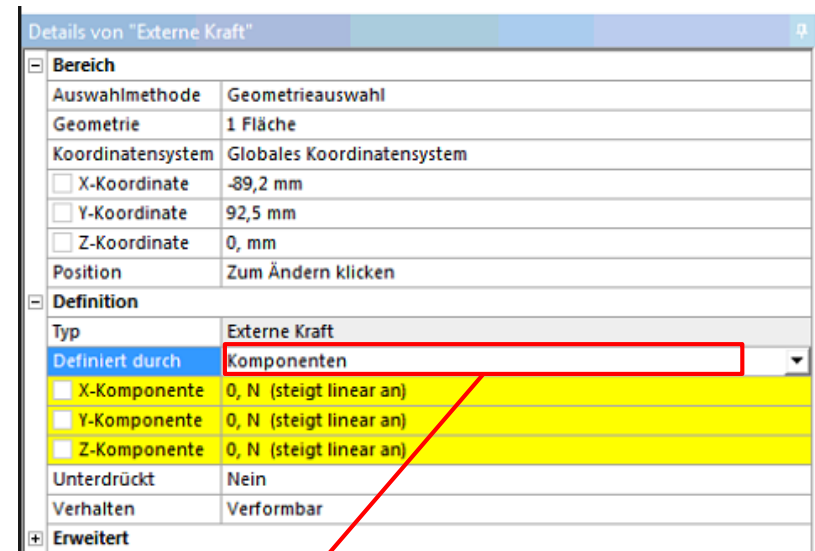 Details von "Externe Kraft"
Bereich
Auswahlmethode Geometrieauswahl
Geometrie 1 Fläche
Koordinatensystem Globales Koordinatensystem
X-Koordinate -89,2 mm
Y-Koordinate 92,5 mm
Z-Koordinate 0, mm
Position Zum Ändern klicken
Definition
Typ Externe Kraft
Definiert durch Komponenten
X-Komponente 0, N (steigt linear an)
Y-Komponente 0, N (steigt linear an)
Z-Komponente 0, N (steigt linear an)
Unterdrückt Nein
Verhalten Verformbar
Erweitert